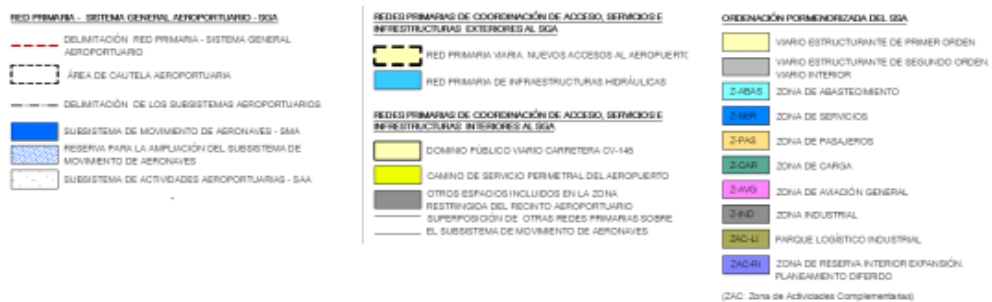 RED PRIMARIA - SISTEMA GENERAL AEROPORTUARIO - SGA
DELIMITACIÓN RED PRIMARIA - SISTEMA GENERAL
AEROPORTUARIO
ÁREA DE CAUTELA AEROPORTUARIA
DELIMITACIÓN DE LOS SUBSISTEMAS AEROPORTUARIOS
SUBSISTEMA DE MOVIMIENTO DE AERONAVES - SMA
RESERVA PARA LA AMPLIACIÓN DEL SUBSISTEMA DE
MOVIMIENTO DE AERONAVES
SUBSISTEMA DE ACTIVIDADES AEROPORTUARIAS - SAA
REDES PRIMARIAS DE COORDINACIÓN DE ACCESO, SERVICIOS E
INFRESTRUCTURAS EXTERIORES AL SGA
RED PRIMARIA VIARIA. NUEVOS ACCESOS AL AEROPUERTO
RED PRIMARIA DE INFRAESTRUCTURAS HIDRÁULICAS
REDES PRIMARIAS DE COORDINACIÓN DE ACCESO, SERVICIOS E
INFRESTRUCTURAS INTERIORES AL SGA
DOMINIO PÚBLICO VIARIO CARRETERA CV-145
CAMINO DE SERVICIO PERIMETRAL DEL AEROPUERTO
OTROS ESPACIOS INCLUIDOS EN LA ZONA
RESTRINGIDA DEL RECINTO AEROPORTUARIO
SUPERPOSICIÓN DE OTRAS REDES PRIMARIAS SOBRE
EL SUBSISTEMA DE MOVIMIENTO DE AERONAVES
ORDENACIÓN PORMENORIZADA DEL SGA
VIARIO ESTRUCTURANTE DE PRIMER ORDEN
VIARIO ESTRUCTURANTE DE SEGUNDO ORDEN.
VIARIO INTERIOR
Z-ABAS ZONA DE ABASTECIMIENTO
Z-SER ZONA DE SERVICIOS
Z-PAS ZONA DE PASAJEROS
Z-CAR ZONA DE CARGA
Z-AVG ZONA DE AVIACIÓN GENERAL
Z-IND ZONA INDUSTRIAL
ZAC-LI PARQUE LOGÍSTICO INDUSTRIAL
ZAC-RI ZONA DE RESERVA INTERIOR EXPANSIÓN.
PLANEAMIENTO DIFERIDO
(ZAC: Zona de Actividades Complementarias)